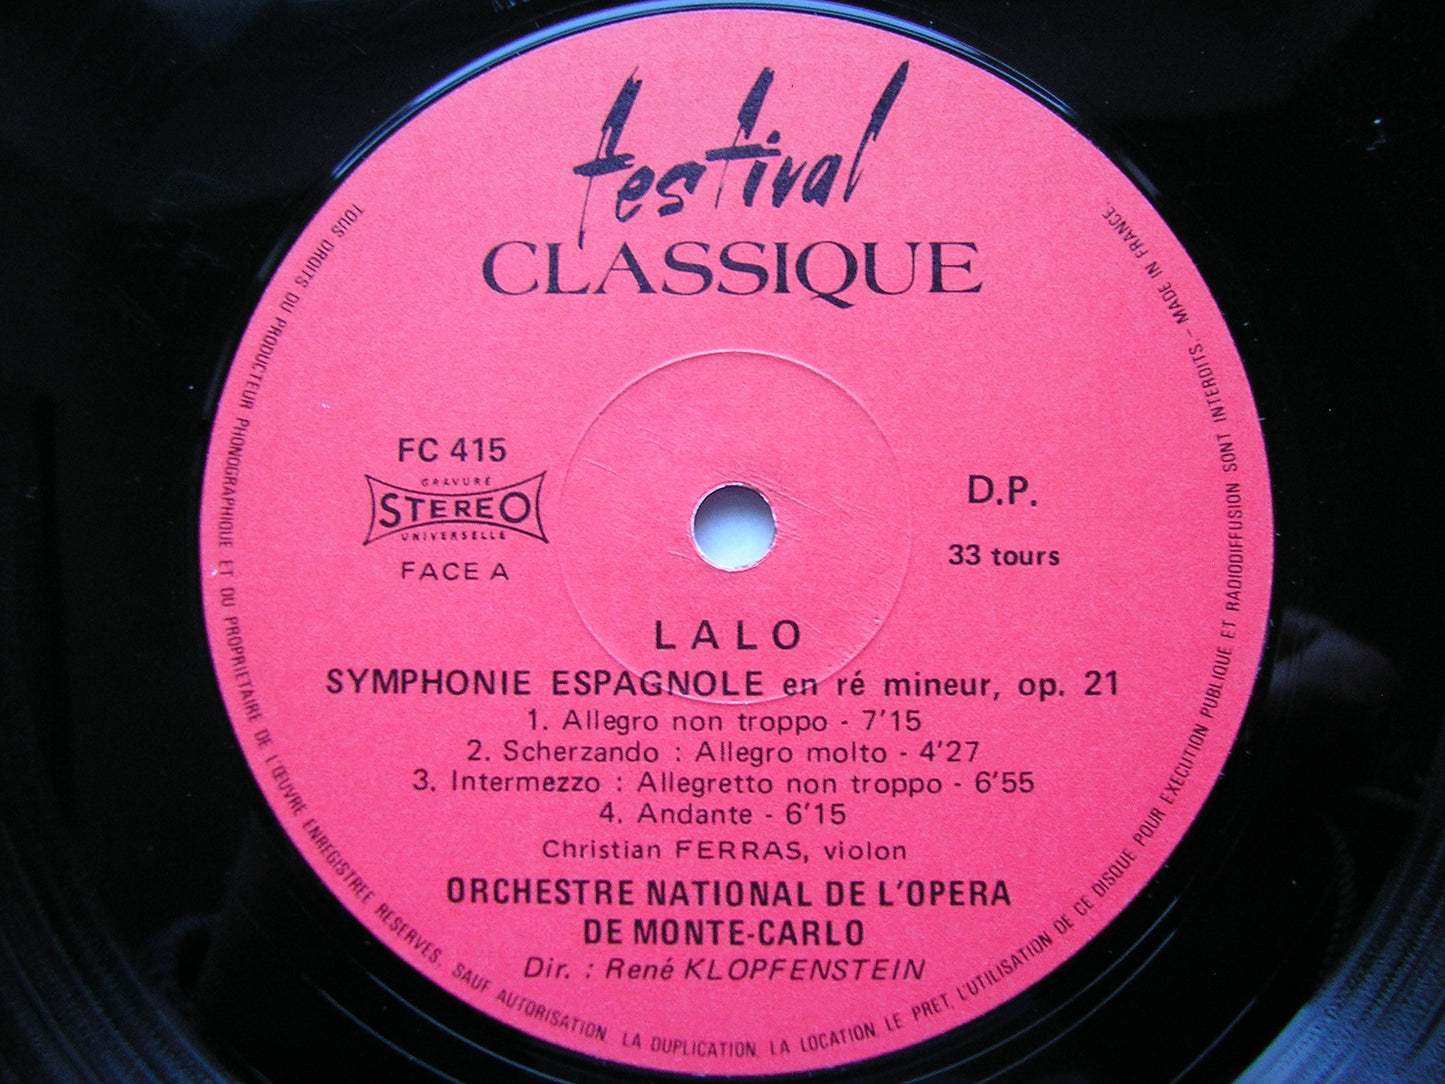 festival
CLASSIQUE
FC 415
GRAVURE
STEREO
UNIVERSELLE
FACE A
D.P.
33 tours
LALO
SYMPHONIE ESPAGNOLE en ré mineur, op. 21
1. Allegro non troppo - 7'15
2. Scherzando : Allegro molto - 4'27
3. Intermezzo : Allegretto non troppo - 6'55
4. Andante - 6'15
Christian FERRAS, violon
ORCHESTRE NATIONAL DE L'OPERA
DE MONTE-CARLO
Dir. : René KLOPFENSTEIN
TOUS DROITS DU PRODUCTEUR PHONOGRAPHIQUE ET DU PROPRIETAIRE DE L'ŒUVRE ENREGISTREE RESERVES. SAUF AUTORISATION LA DUPLICATION, LA LOCATION, LE PRET, L'UTILISATION DE CE DISQUE POUR EXECUTION PUBLIQUE ET RADIODIFFUSION SONT INTERDITS.- MADE IN FRANCE.